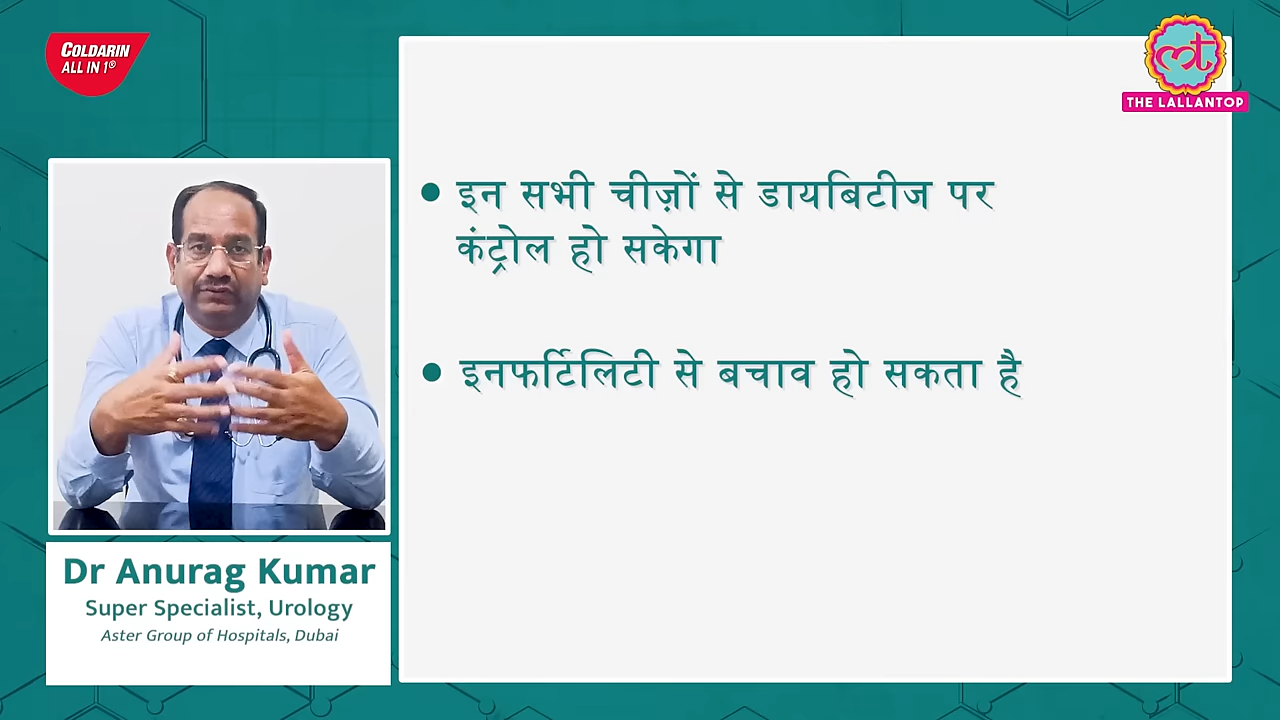 COLDARIN
ALL IN 1®
THE LALLANTOP
• इन सभी चीज़ों से डायबिटीज पर
कंट्रोल हो सकेगा
• इनफर्टिलिटी से बचाव हो सकता है
Dr Anurag Kumar
Super Specialist, Urology
Aster Group of Hospitals, Dubai